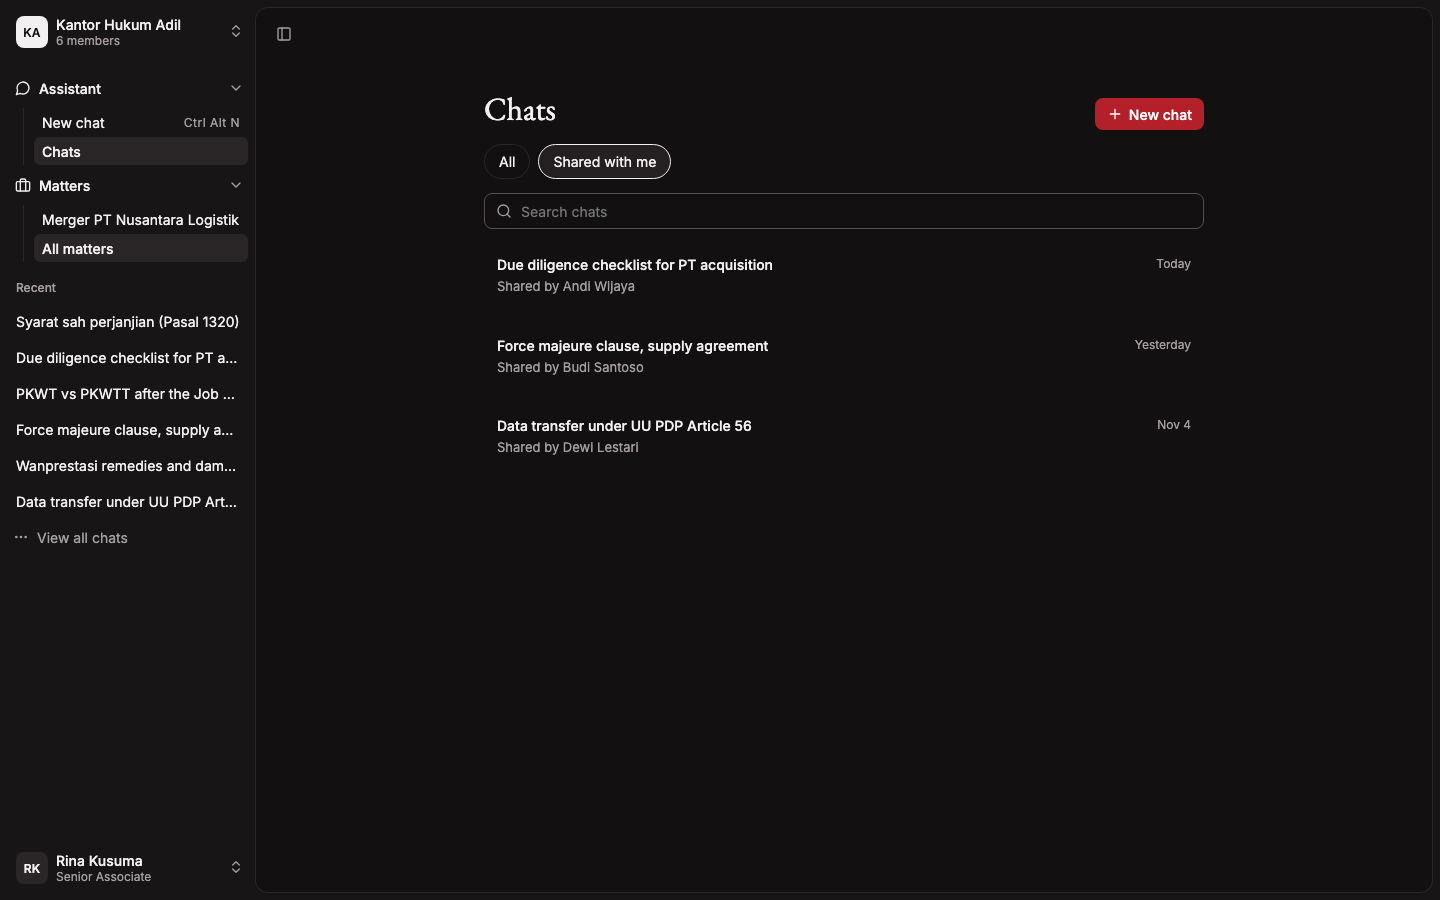 KA
Kantor Hukum Adil
6 members
Assistant
New chat
Ctrl Alt N
Chats
Matters
Merger PT Nusantara Logistik
All matters
Recent
Syarat sah perjanjian (Pasal 1320)
Due diligence checklist for PT a...
PKWT vs PKWTT after the Job ...
Force majeure clause, supply a...
Wanprestasi remedies and dam...
Data transfer under UU PDP Art...
View all chats
RK
Rina Kusuma
Senior Associate
Chats
New chat
All
Shared with me
Search chats
Due diligence checklist for PT acquisition
Today
Shared by Andi Wijaya
Force majeure clause, supply agreement
Yesterday
Shared by Budi Santoso
Data transfer under UU PDP Article 56
Nov 4
Shared by Dewi Lestari